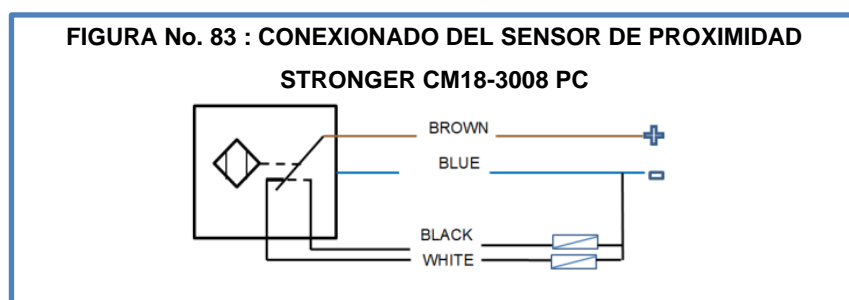 FIGURA No. 83 : CONEXIONADO DEL SENSOR DE PROXIMIDAD
STRONGER CM18-3008 PC
BROWN
BLUE
BLACK
WHITE